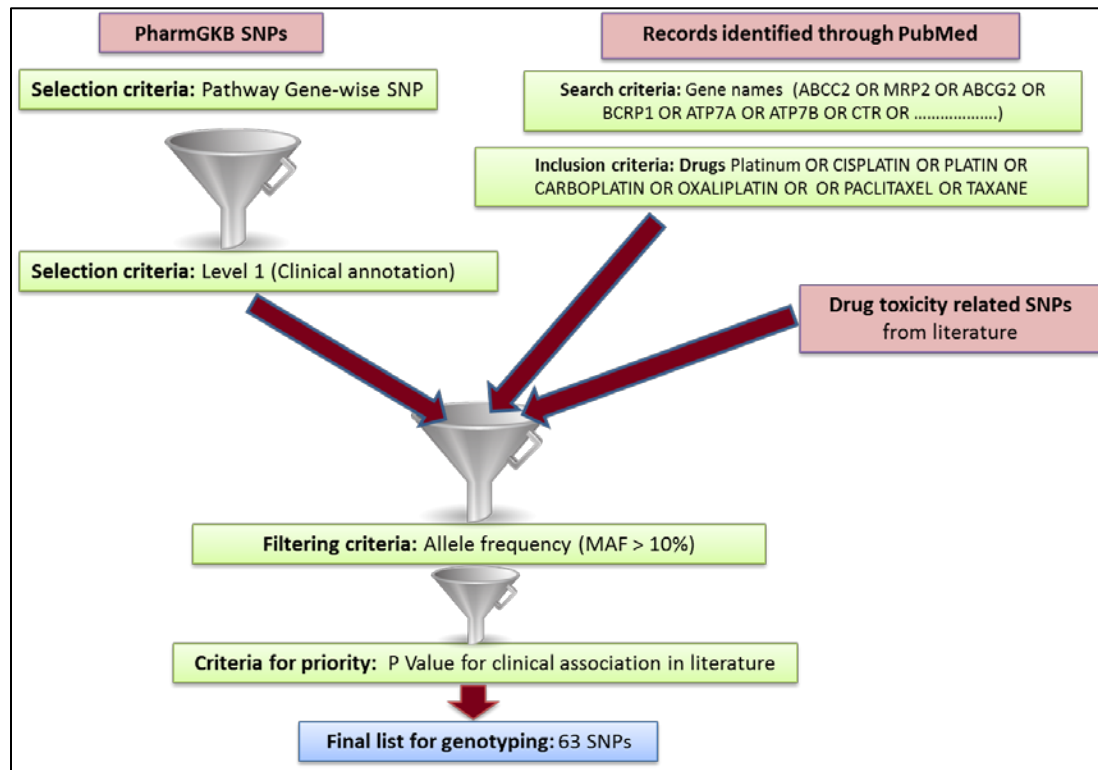 PharmGKB SNPs
Selection criteria: Pathway Gene-wise SNP
Selection criteria: Level 1 (Clinical annotation)
Records identified through PubMed
Search criteria: Gene names (ABCC2 OR MRP2 OR ABCG2 OR
BCRP1 OR ATP7A OR ATP7B OR CTR OR ………………..)
Inclusion criteria: Drugs Platinum OR CISPLATIN OR PLATIN OR
CARBOPLATIN OR OXALIPLATIN OR OR PACLITAXEL OR TAXANE
Drug toxicity related SNPs
from literature
Filtering criteria: Allele frequency (MAF > 10%)
Criteria for priority: P Value for clinical association in literature
Final list for genotyping: 63 SNPs